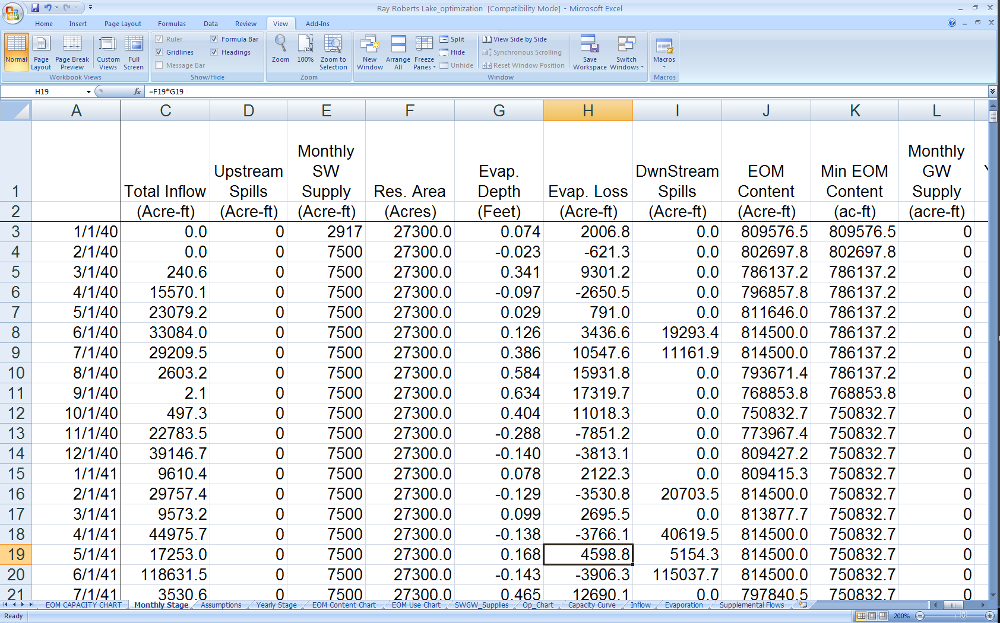 Ray Roberts Lake_optimization [Compatibility Mode] - Microsoft Excel
Home Insert Page Layout Formulas Data Review View Add-Ins
Normal Page Layout Page Break Preview Custom Views Full Screen
Workbook Views
Ruler Formula Bar
Gridlines Headings
Message Bar
Show/Hide
Zoom 100% Zoom to Selection
Zoom
New Window Arrange All Freeze Panes
Split View Side by Side
Hide Synchronous Scrolling
Unhide Reset Window Position
Save Workspace Switch Windows
Window
Macros
Macros
H19 fx =F19*G19
A C D E F G H I J K L
1 Total Inflow Upstream Spills Monthly SW Supply Res. Area Evap. Depth Evap. Loss DwnStream Spills EOM Content Min EOM Content Monthly GW Supply
2 (Acre-ft) (Acre-ft) (Acre-ft) (Acres) (Feet) (Acre-ft) (Acre-ft) (Acre-ft) (ac-ft) (acre-ft)
3 1/1/40 0.0 0 2917 27300.0 0.074 2006.8 0.0 809576.5 809576.5 0
4 2/1/40 0.0 0 7500 27300.0 -0.023 -621.3 0.0 802697.8 802697.8 0
5 3/1/40 240.6 0 7500 27300.0 0.341 9301.2 0.0 786137.2 786137.2 0
6 4/1/40 15570.1 0 7500 27300.0 -0.097 -2650.5 0.0 796857.8 786137.2 0
7 5/1/40 23079.2 0 7500 27300.0 0.029 791.0 0.0 811646.0 786137.2 0
8 6/1/40 33084.0 0 7500 27300.0 0.126 3436.6 19293.4 814500.0 786137.2 0
9 7/1/40 29209.5 0 7500 27300.0 0.386 10547.6 11161.9 814500.0 786137.2 0
10 8/1/40 2603.2 0 7500 27300.0 0.584 15931.8 0.0 793671.4 786137.2 0
11 9/1/40 2.1 0 7500 27300.0 0.634 17319.7 0.0 768853.8 768853.8 0
12 10/1/40 497.3 0 7500 27300.0 0.404 11018.3 0.0 750832.7 750832.7 0
13 11/1/40 22783.5 0 7500 27300.0 -0.288 -7851.2 0.0 773967.4 750832.7 0
14 12/1/40 39146.7 0 7500 27300.0 -0.140 -3813.1 0.0 809427.2 750832.7 0
15 1/1/41 9610.4 0 7500 27300.0 0.078 2122.3 0.0 809415.3 750832.7 0
16 2/1/41 29757.4 0 7500 27300.0 -0.129 -3530.8 20703.5 814500.0 750832.7 0
17 3/1/41 9573.2 0 7500 27300.0 0.099 2695.5 0.0 813877.7 750832.7 0
18 4/1/41 44975.7 0 7500 27300.0 -0.138 -3766.1 40619.5 814500.0 750832.7 0
19 5/1/41 17253.0 0 7500 27300.0 0.168 4598.8 5154.3 814500.0 750832.7 0
20 6/1/41 118631.5 0 7500 27300.0 -0.143 -3906.3 115037.7 814500.0 750832.7 0
21 7/1/41 3530.6 0 7500 27300.0 0.465 12690.1 0.0 797840.5 750832.7 0
EOM CAPACITY CHART Monthly Stage Assumptions Yearly Stage EOM Content Chart EOM Use Chart SWGW_Supplies Op_Chart Capacity Curve Inflow Evaporation Supplemental Flows
Ready 200%